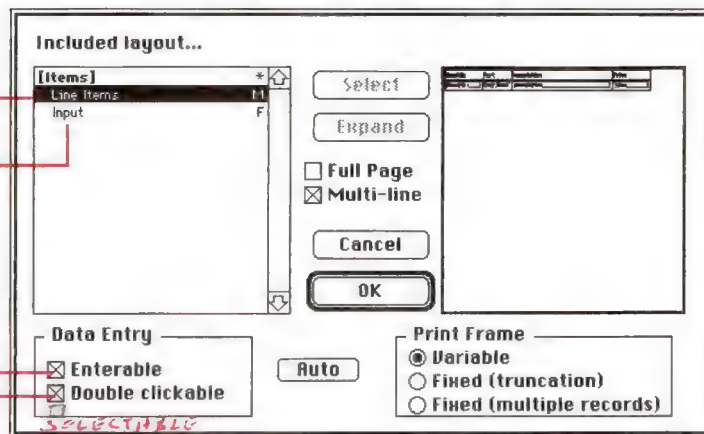 Included layout...
[Items] *
Line Items M
Input F
Select
Expand
Full Page
Multi-line
Cancel
OK
Data Entry
Enterable
Double clickable
SELECTABLE
Auto
Print Frame
Variable
Fixed (truncation)
Fixed (multiple records)